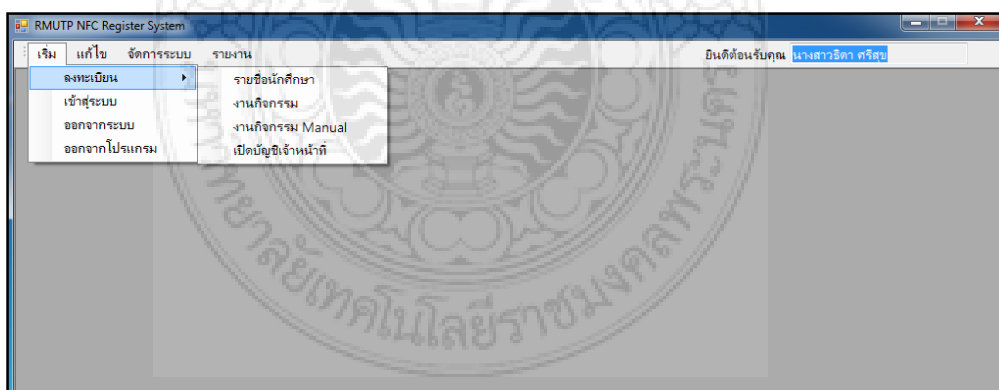 RMUTP NFC Register System
เริ่ม แก้ไข จัดการระบบ รายงาน ยินดีต้อนรับคุณ นางสาวธิดา ศรีสุข
ลงทะเบียน
รายชื่อนักศึกษา
เข้าสู่ระบบ
งานกิจกรรม
ออกจากระบบ
งานกิจกรรม Manual
ออกจากโปรแกรม
เปิดบัญชีเจ้าหน้าที่